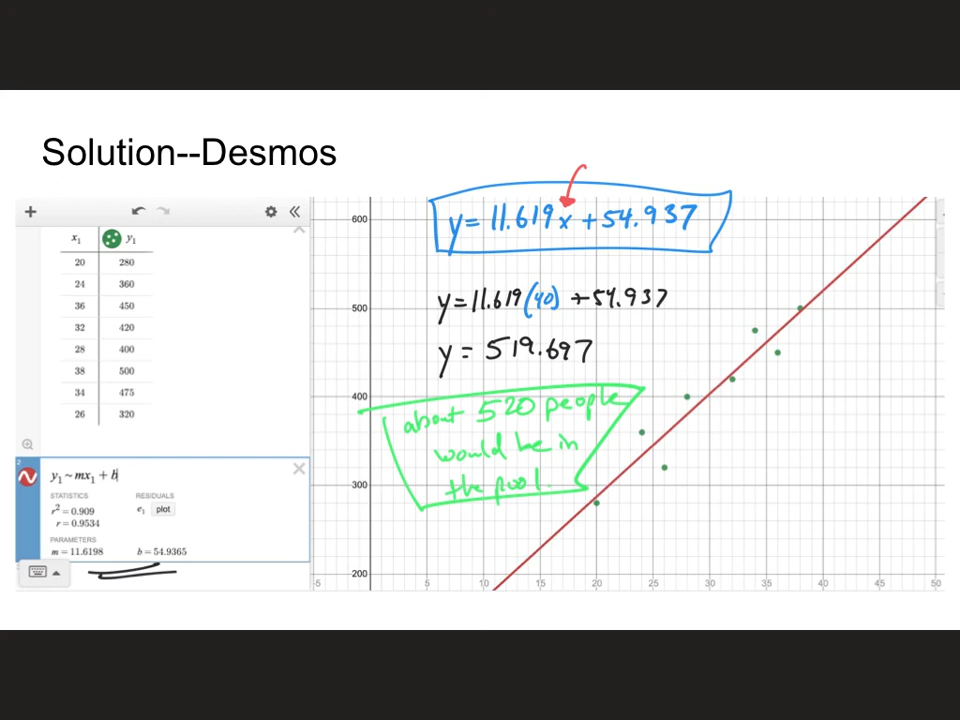 Solution--Desmos
x₁ y₁
20 280
24 360
36 450
32 420
28 400
38 500
34 475
26 320
2
y₁ ~ mx₁ + b
STATISTICS RESIDUALS
r² = 0.909 e₁ plot
r = 0.9534
PARAMETERS
m = 11.6198 b = 54.9365
y = 11.619x + 54.937
y = 11.619(40) + 54.937
y = 519.697
about 520 people
would be in
the pool.
600
500
400
300
200
-5 5 10 15 20 25 30 35 40 45 50